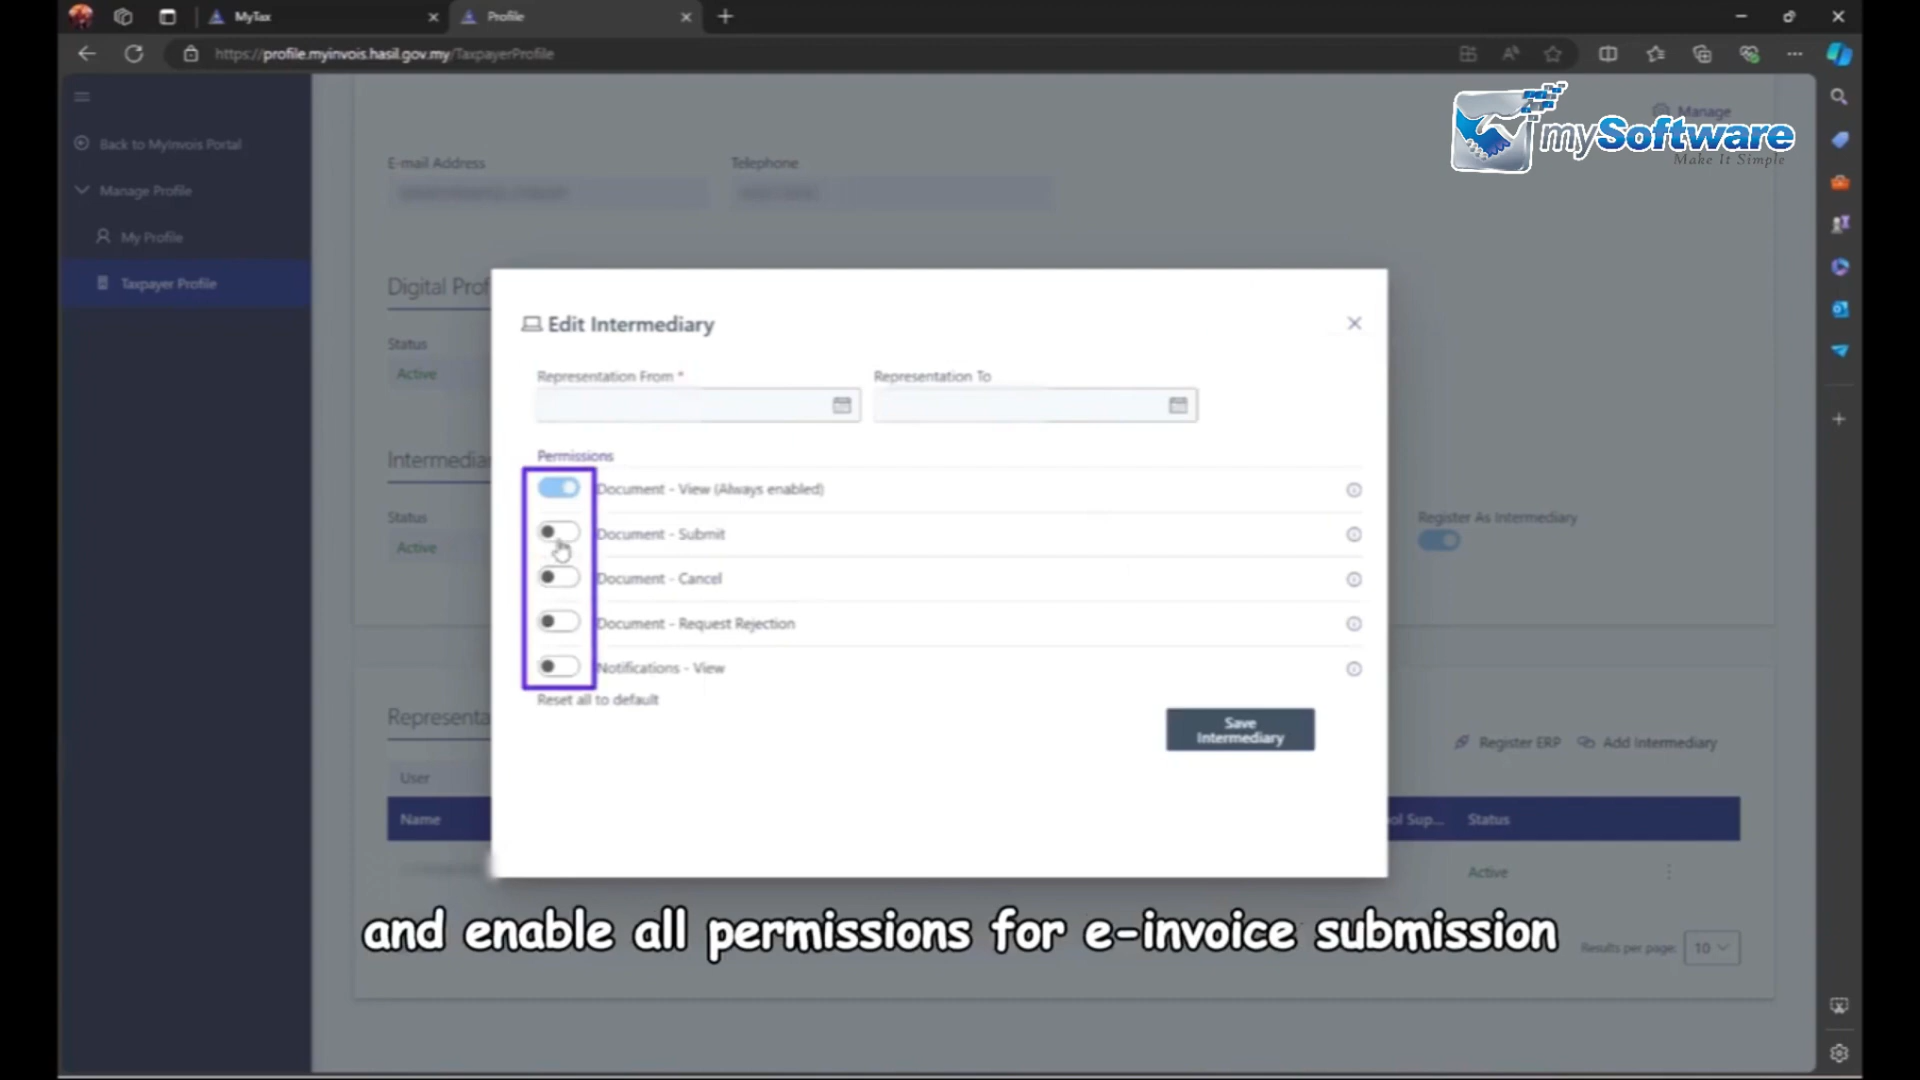 MyTax
Profile
https://profile.myinvois.hasil.gov.my/TaxpayerProfile
Manage
mySoftware
Make It Simple
Back to MyInvois Portal
Manage Profile
My Profile
Taxpayer Profile
E-mail Address
Telephone
Digital Prof
Status
Active
Intermedia
Status
Active
Register As Intermediary
Edit Intermediary
Representation From *
Representation To
Permissions
Document - View (Always enabled)
Document - Submit
Document - Cancel
Document - Request Rejection
Notifications - View
Reset all to default
Save
Intermediary
Representa
Register ERP
Add Intermediary
User
Name
ol Sup...
Status
Active
and enable all permissions for e-invoice submission
Results per page:
10